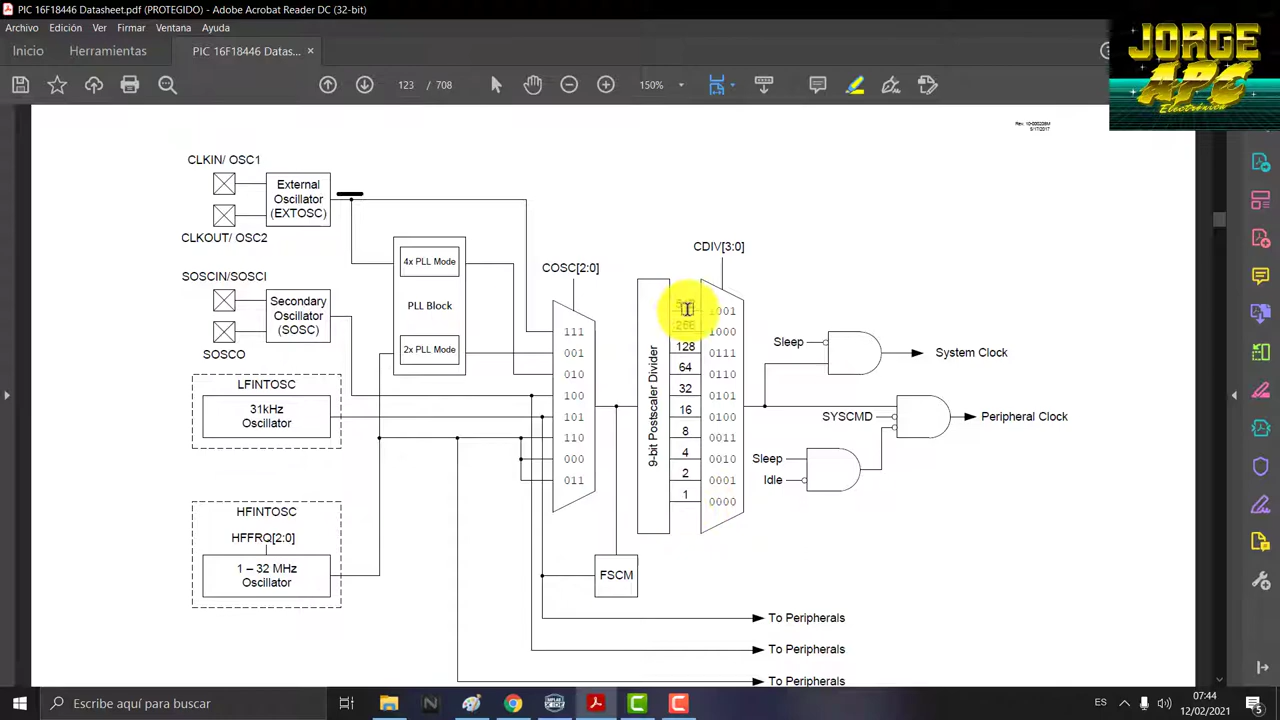 PIC 16F18446 Datasheet.pdf (PROTEGIDO) - Adobe Acrobat Reader DC (32-bit)
Archivo Edición Ver Firmar Ventana Ayuda
Inicio Herramientas PIC 16F18446 Datas... ×
/ 708 150%
JORGE
APC
Electrónica
CLKIN/ OSC1
External
Oscillator
(EXTOSC)
CLKOUT/ OSC2
SOSCIN/SOSCI
Secondary
Oscillator
(SOSC)
SOSCO
4x PLL Mode
PLL Block
2x PLL Mode
LFINTOSC
31kHz
Oscillator
HFINTOSC
HFFRQ[2:0]
1 – 32 MHz
Oscillator
COSC[2:0]
111
001
010
100
101
110
000
011
FSCM
9-bit Postscaler Divider
CDIV[3:0]
1001
1000
128 0111
64 0110
32 0101
16 0100
8 0011
4 0010
2 0001
1 0000
Sleep
System Clock
SYSCMD
Peripheral Clock
Sleep
Idle
To Peripherals
To Peripherals
To Peripherals
Escribe aquí para buscar
ES
07:44
12/02/2021
5